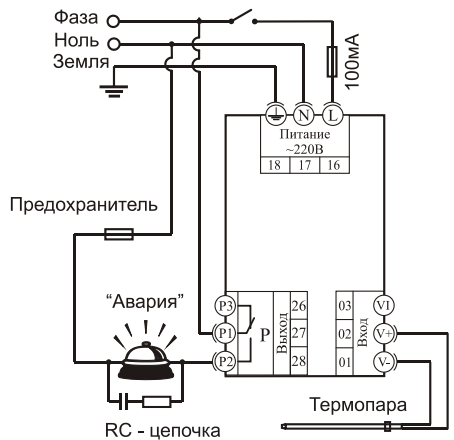 Фаза
Ноль
Земля
100мА
N
L
Питание
~220В
18
17
16
Предохранитель
“Авария”
P3
P1
P2
P
Выход
26
27
28
03
02
01
Вход
VI
V+
V-
RC - цепочка
Термопара